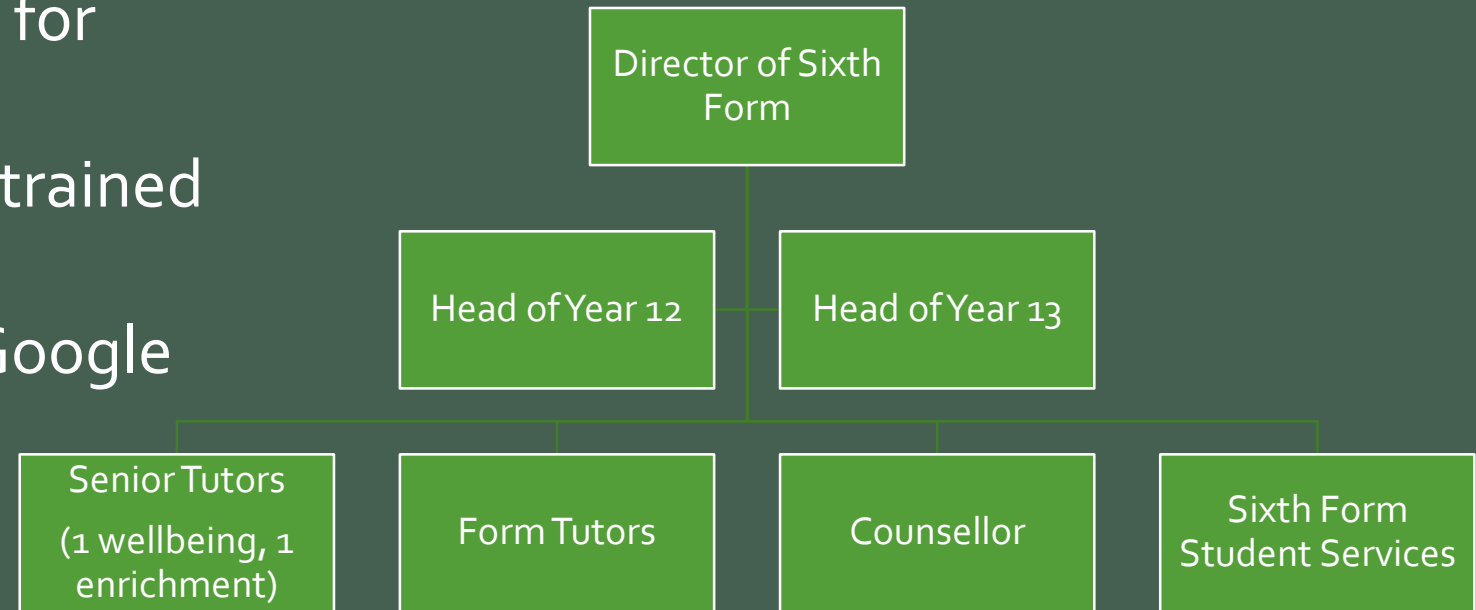 for
trained
Google
Director of Sixth
Form
Head of Year 12
Head of Year 13
Senior Tutors
(1 wellbeing, 1
enrichment)
Form Tutors
Counsellor
Sixth Form
Student Services